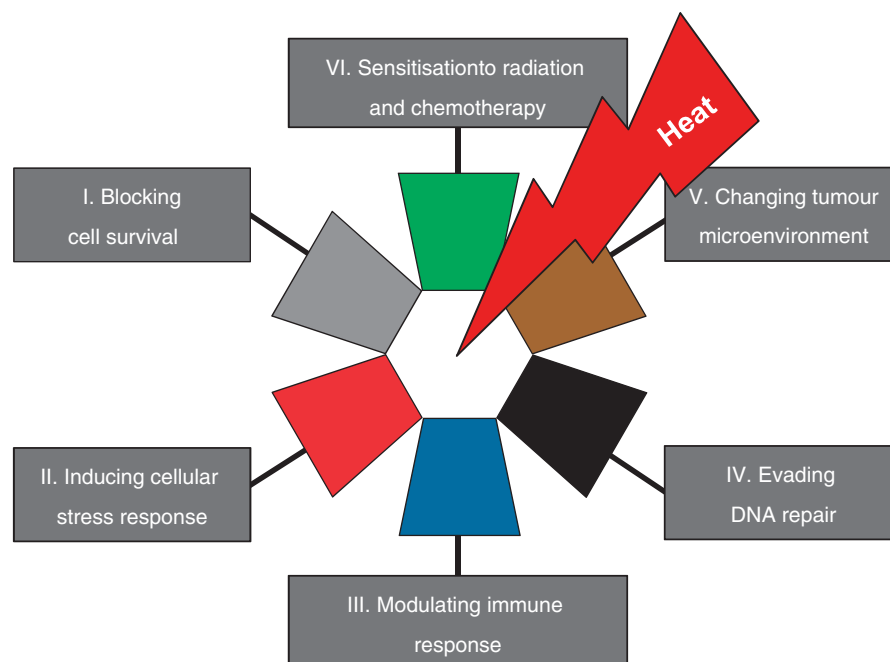 VI. Sensitisationto radiation
and chemotherapy
Heat
I. Blocking
cell survival
V. Changing tumour
microenvironment
II. Inducing cellular
stress response
IV. Evading
DNA repair
III. Modulating immune
response